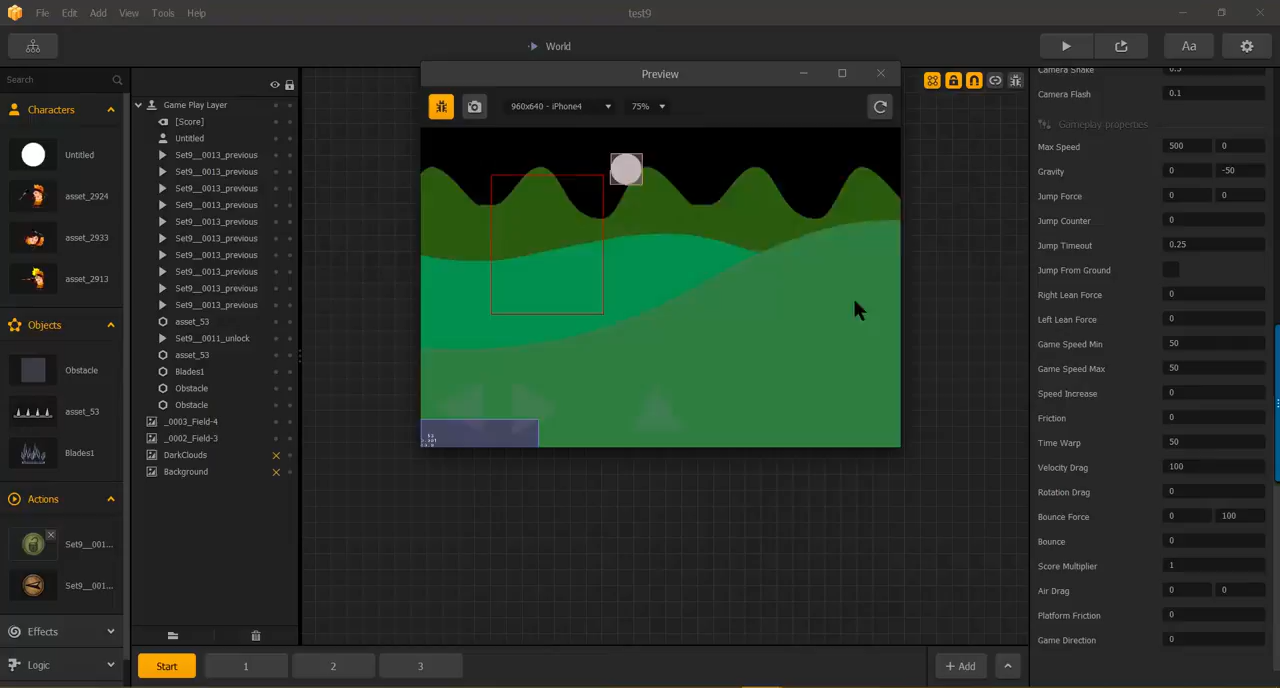 File Edit Add View Tools Help
test9
World
Aa
Search
Characters
Untitled
asset_2924
asset_2933
asset_2913
Objects
Obstacle
asset_53
Blades1
Actions
Set9__001...
Set9__001...
Effects
Logic
Game Play Layer
[Score]
Untitled
Set9__0013_previous
Set9__0013_previous
Set9__0013_previous
Set9__0013_previous
Set9__0013_previous
Set9__0013_previous
Set9__0013_previous
Set9__0013_previous
Set9__0013_previous
Set9__0013_previous
asset_53
Set9__0011_unlock
asset_53
Blades1
Obstacle
Obstacle
_0003_Field-4
_0002_Field-3
DarkClouds
Background
Preview
960x640 - iPhone4
75%
Start
1
2
3
+ Add
Camera Shake 0.5
Camera Flash 0.1
Gameplay properties
Max Speed 500 0
Gravity 0 -50
Jump Force 0 0
Jump Counter 0
Jump Timeout 0.25
Jump From Ground
Right Lean Force 0
Left Lean Force 0
Game Speed Min 50
Game Speed Max 50
Speed Increase 0
Friction 0
Time Warp 50
Velocity Drag 100
Rotation Drag 0
Bounce Force 0 100
Bounce 0
Score Multiplier 1
Air Drag 0 0
Platform Friction 0
Game Direction 0